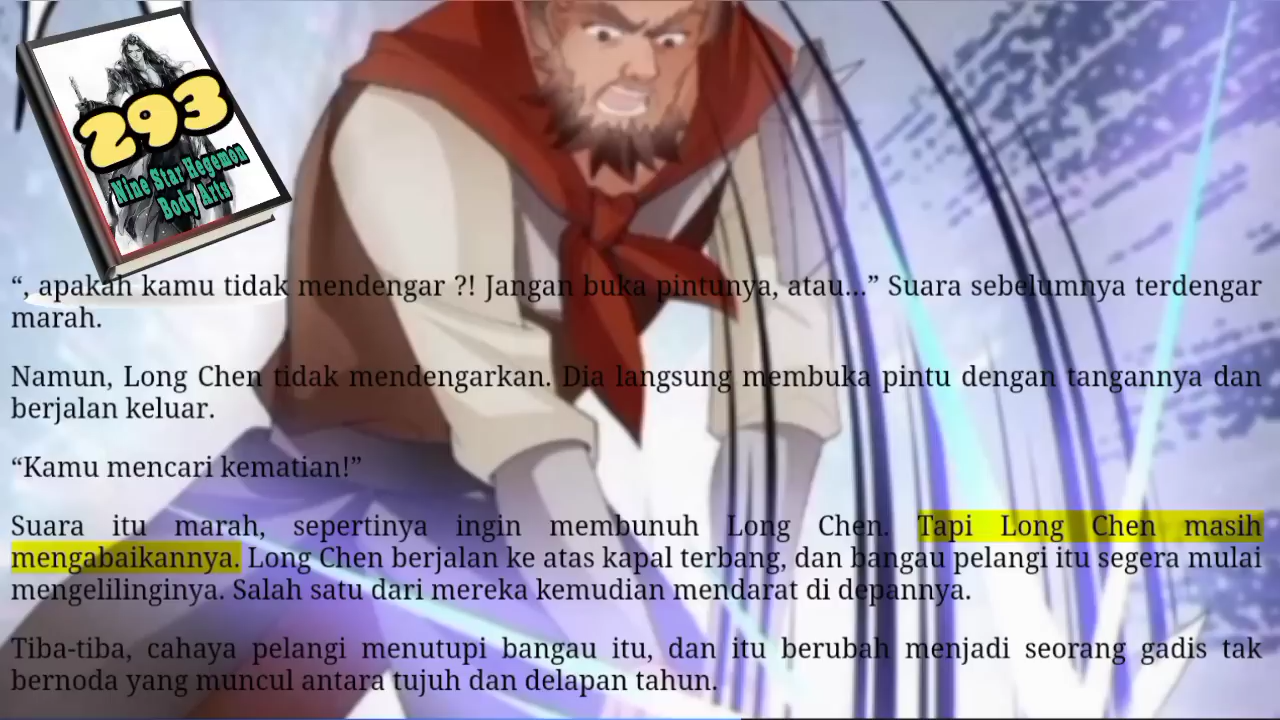 293
Nine Star Hegemon
Body Arts
“, apakah kamu tidak mendengar ?! Jangan buka pintunya, atau...” Suara sebelumnya terdengar
marah.
Namun, Long Chen tidak mendengarkan. Dia langsung membuka pintu dengan tangannya dan
berjalan keluar.
“Kamu mencari kematian!”
Suara itu marah, sepertinya ingin membunuh Long Chen. Tapi Long Chen masih
mengabaikannya. Long Chen berjalan ke atas kapal terbang, dan bangau pelangi itu segera mulai
mengelilinginya. Salah satu dari mereka kemudian mendarat di depannya.
Tiba-tiba, cahaya pelangi menutupi bangau itu, dan itu berubah menjadi seorang gadis tak
bernoda yang muncul antara tujuh dan delapan tahun.